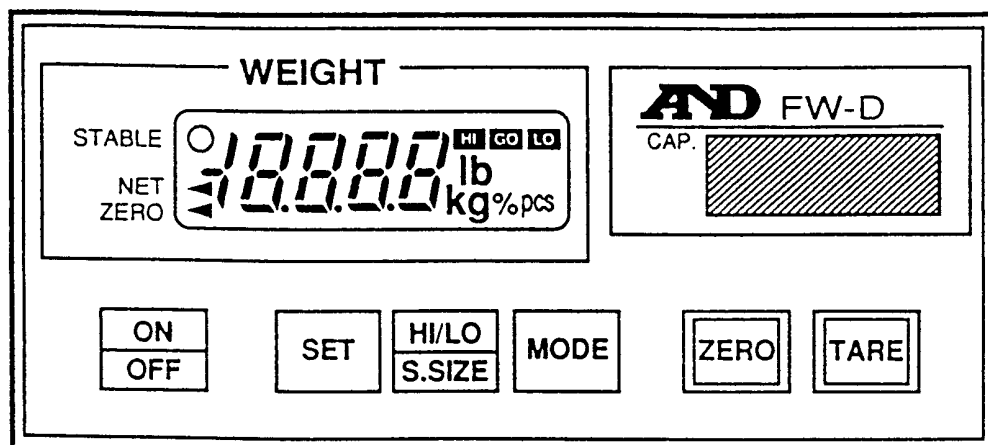 WEIGHT
STABLE
NET
ZERO
18.8.8.8
HI GO LO
lb
kg % pcs
AND FW-D
CAP.
ON
OFF
SET
HI/LO
S.SIZE
MODE
ZERO
TARE